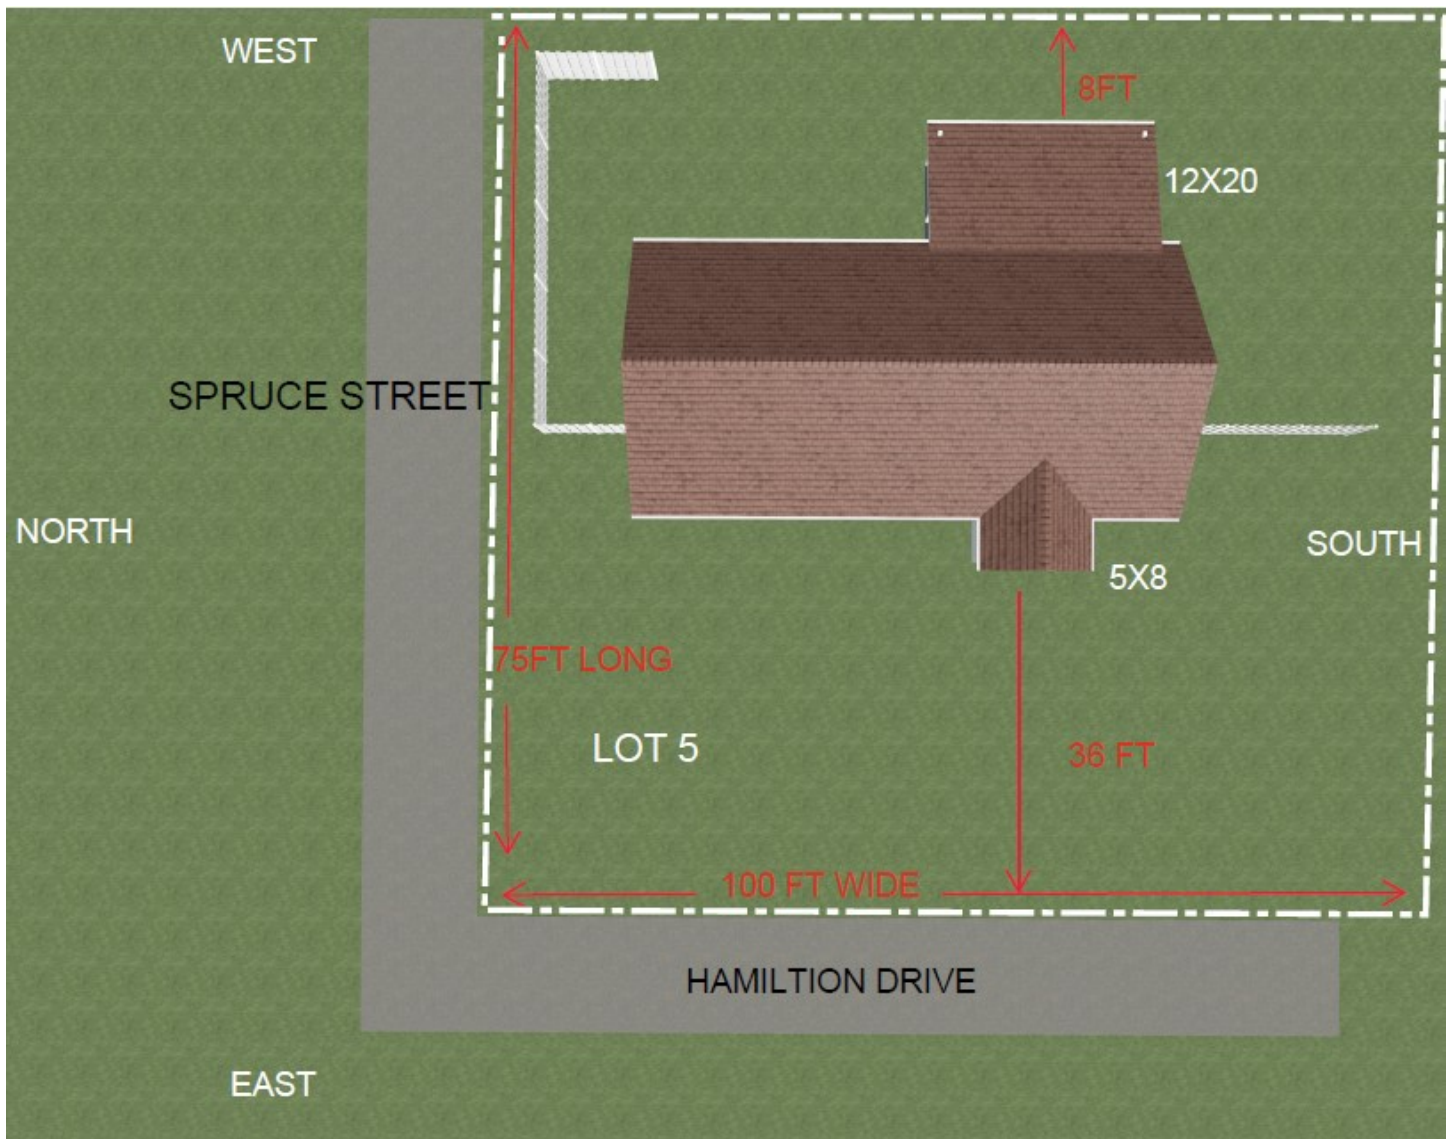 WEST
8FT
12X20
SPRUCE STREET
NORTH
SOUTH
5X8
75FT LONG
LOT 5
36 FT
100 FT WIDE
HAMILTION DRIVE
EAST